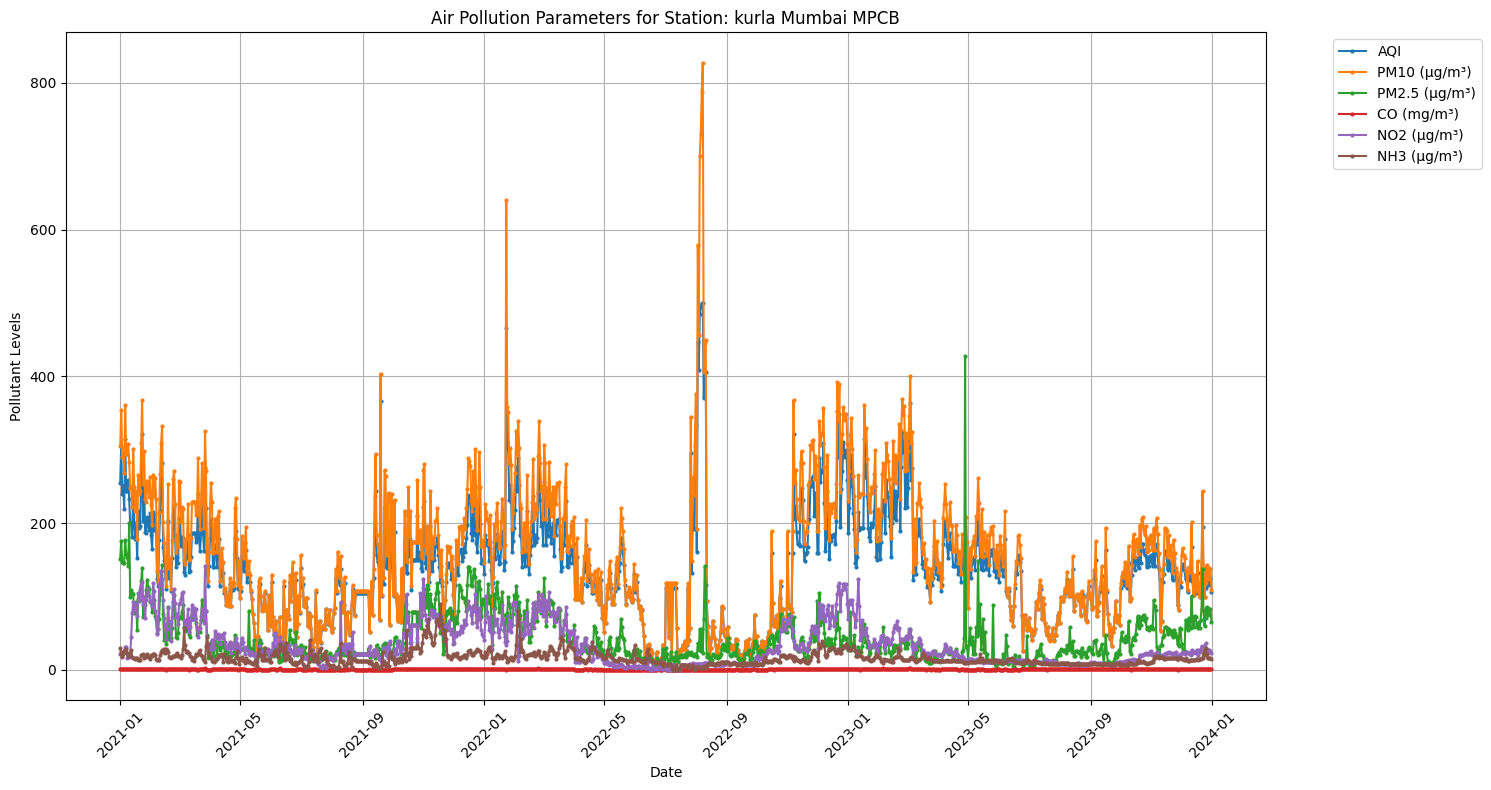 Air Pollution Parameters for Station: kurla Mumbai MPCB
AQI
PM10 (µg/m³)
PM2.5 (µg/m³)
CO (mg/m³)
NO2 (µg/m³)
NH3 (µg/m³)
Pollutant Levels
800
600
400
200
0
2021-01
2021-05
2021-09
2022-01
2022-05
2022-09
2023-01
2023-05
2023-09
2024-01
Date